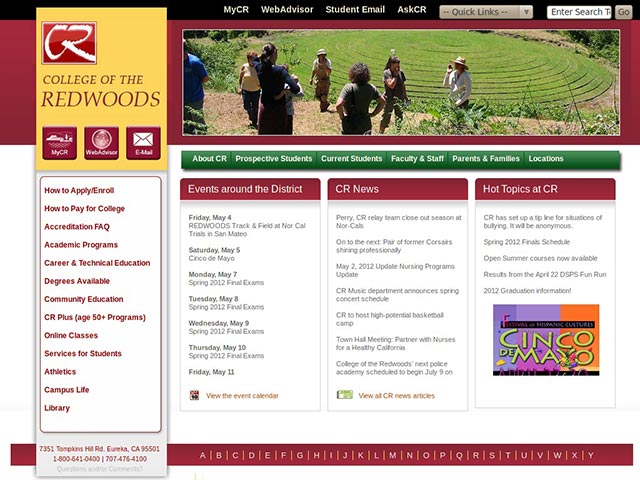 MyCR WebAdvisor Student Email AskCR -- Quick Links -- Enter Search Te Go
CR
COLLEGE OF THE
REDWOODS
MyCR WebAdvisor E-Mail
About CR Prospective Students Current Students Faculty & Staff Parents & Families Locations
How to Apply/Enroll
How to Pay for College
Accreditation FAQ
Academic Programs
Career & Technical Education
Degrees Available
Community Education
CR Plus (age 50+ Programs)
Online Classes
Services for Students
Athletics
Campus Life
Library
Events around the District
Friday, May 4
REDWOODS Track & Field at Nor Cal
Trials in San Mateo
Saturday, May 5
Cinco de Mayo
Monday, May 7
Spring 2012 Final Exams
Tuesday, May 8
Spring 2012 Final Exams
Wednesday, May 9
Spring 2012 Final Exams
Thursday, May 10
Spring 2012 Final Exams
Friday, May 11
View the event calendar
CR News
Perry, CR relay team close out season at
Nor-Cals
On to the next: Pair of former Corsairs
shining professionally
May 2, 2012 Update Nursing Programs
Update
CR Music department announces spring
concert schedule
CR to host high-potential basketball
camp
Town Hall Meeting: Partner with Nurses
for a Healthy California
College of the Redwoods' next police
academy scheduled to begin July 9 on
View all CR news articles
Hot Topics at CR
CR has set up a tip line for situations of
bullying. It will be anonymous.
Spring 2012 Finals Schedule
Open Summer courses now available
Results from the April 22 DSPS Fun Run
2012 Graduation information!
FESTIVAL OF HISPANIC CULTURES
CINCO
DE MAYO
7351 Tompkins Hill Rd. Eureka, CA 95501
1-800-641-0400 | 707-476-4100
Questions and/or Comments?
A | B | C | D | E | F | G | H | I | J | K | L | M | N | O | P | Q | R | S | T | U | V | W | X | Y